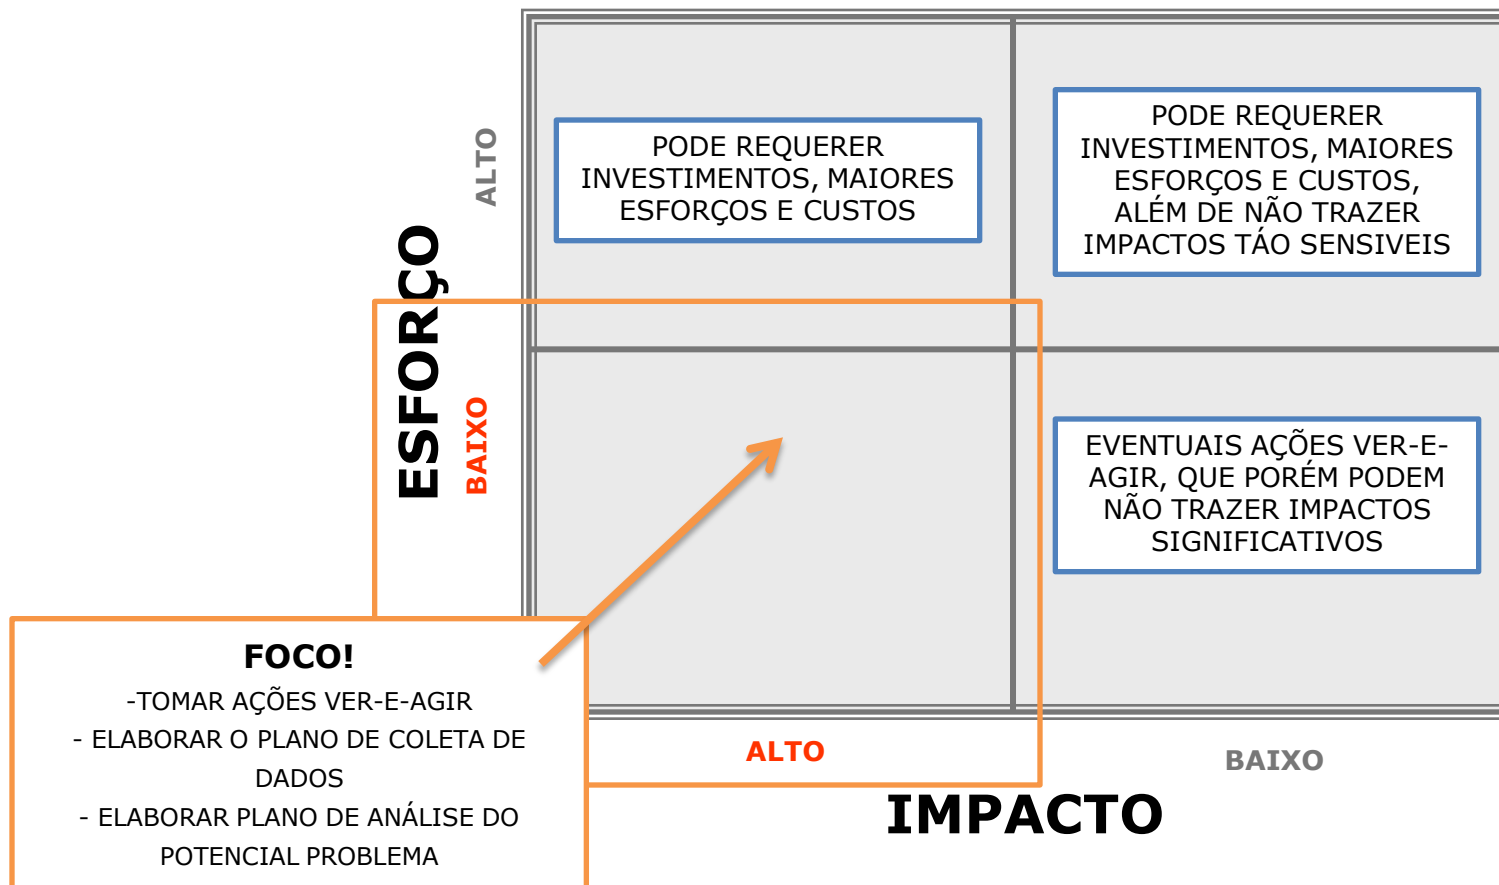 PODE REQUERER
INVESTIMENTOS, MAIORES
ESFORÇOS E CUSTOS
PODE REQUERER
INVESTIMENTOS, MAIORES
ESFORÇOS E CUSTOS,
ALÉM DE NÃO TRAZER
IMPACTOS TÁO SENSIVEIS
ALTO
ESFORÇO
BAIXO
EVENTUAIS AÇÕES VER-E-
AGIR, QUE PORÉM PODEM
NÃO TRAZER IMPACTOS
SIGNIFICATIVOS
FOCO!
-TOMAR AÇÕES VER-E-AGIR
- ELABORAR O PLANO DE COLETA DE
DADOS
- ELABORAR PLANO DE ANÁLISE DO
POTENCIAL PROBLEMA
ALTO
BAIXO
IMPACTO